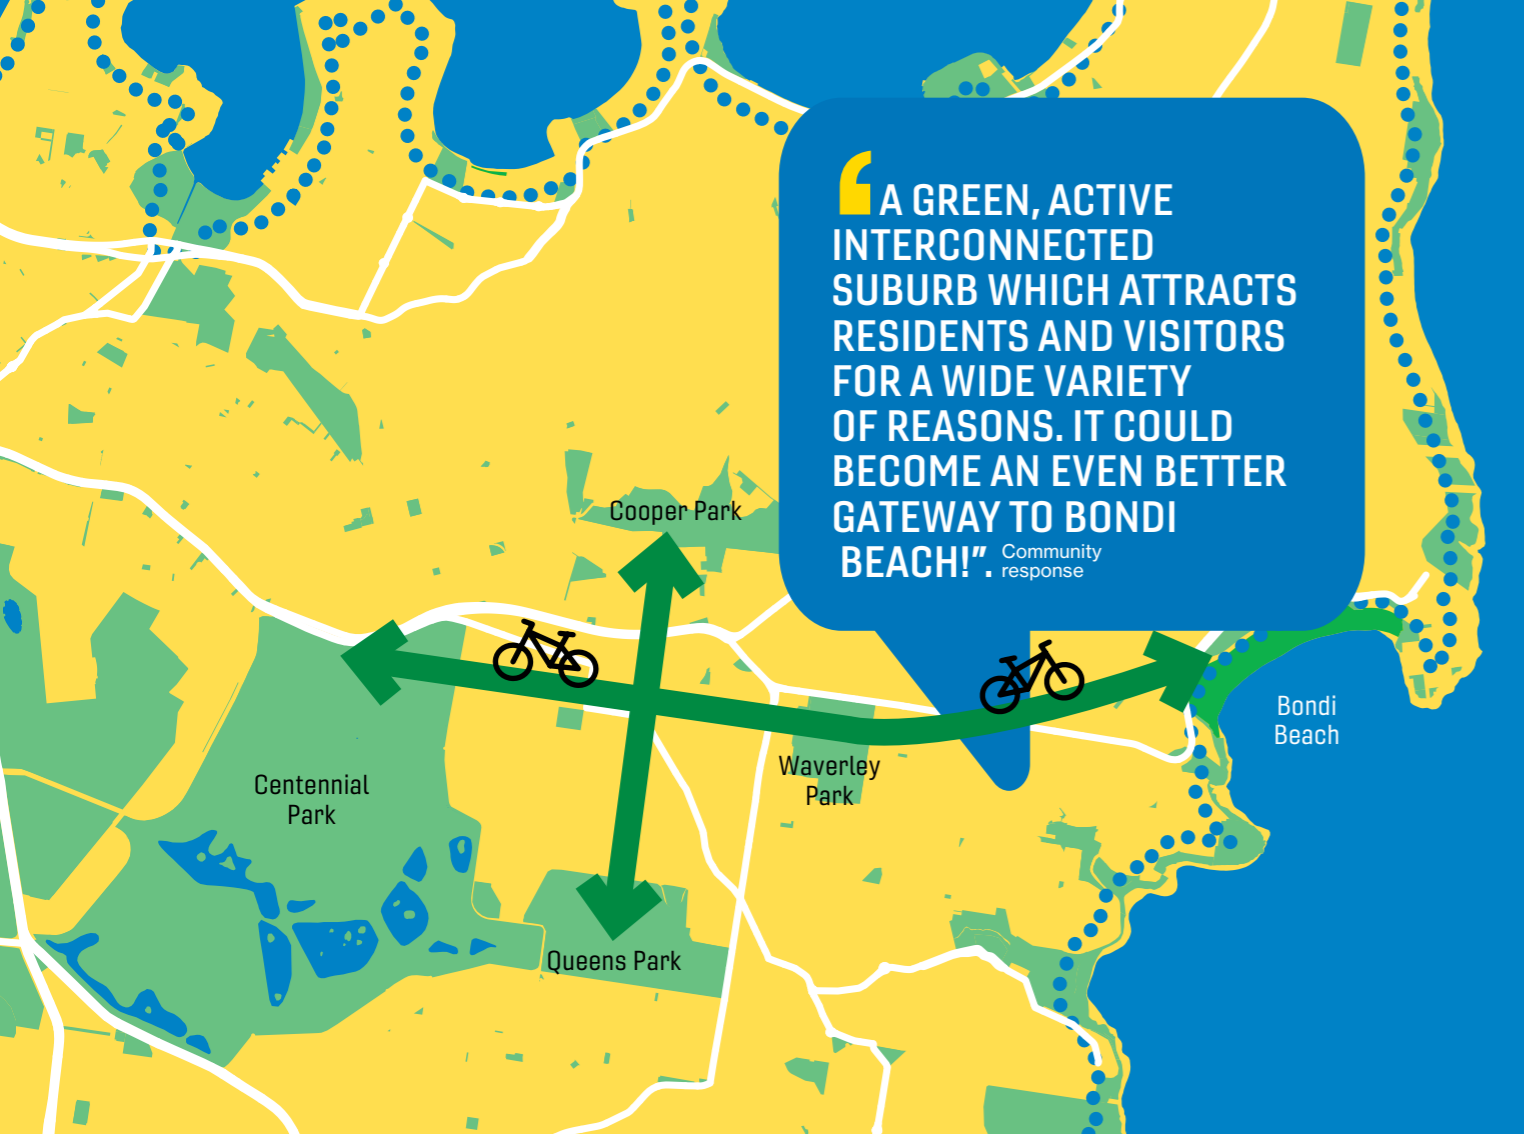 ‘A GREEN, ACTIVE
INTERCONNECTED
SUBURB WHICH ATTRACTS
RESIDENTS AND VISITORS
FOR A WIDE VARIETY
OF REASONS. IT COULD
BECOME AN EVEN BETTER
GATEWAY TO BONDI
BEACH!”. Community
response
Cooper Park
Bondi
Beach
Waverley
Park
Centennial
Park
Queens Park